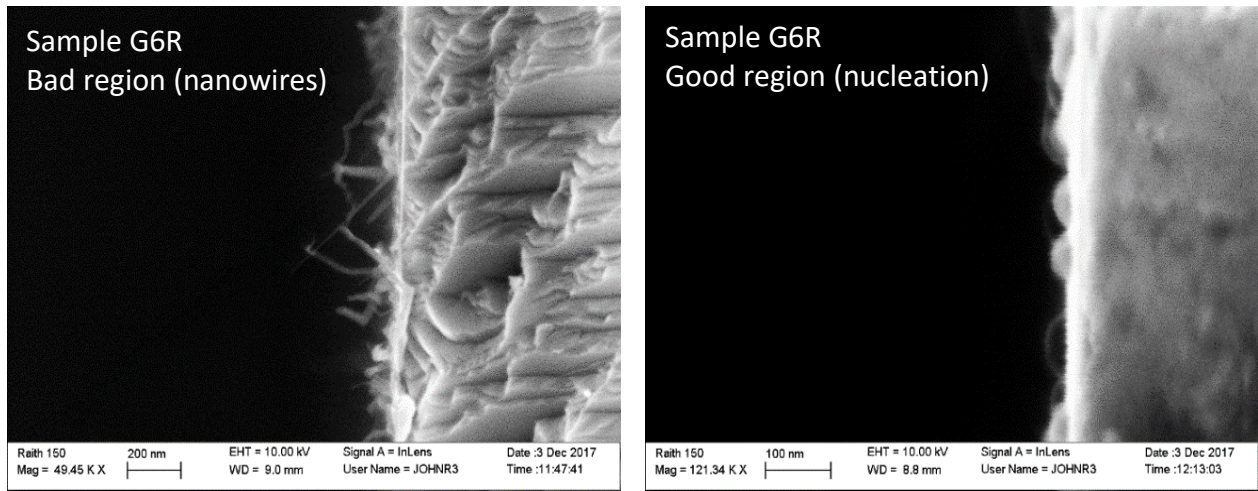 Sample G6R
Bad region (nanowires)
Raith 150
Mag = 49.45 K X
200 nm
EHT = 10.00 kV
WD = 9.0 mm
Signal A = InLens
User Name = JOHNR3
Date :3 Dec 2017
Time :11:47:41
Sample G6R
Good region (nucleation)
Raith 150
Mag = 121.34 K X
100 nm
EHT = 10.00 kV
WD = 8.8 mm
Signal A = InLens
User Name = JOHNR3
Date :3 Dec 2017
Time :12:13:03